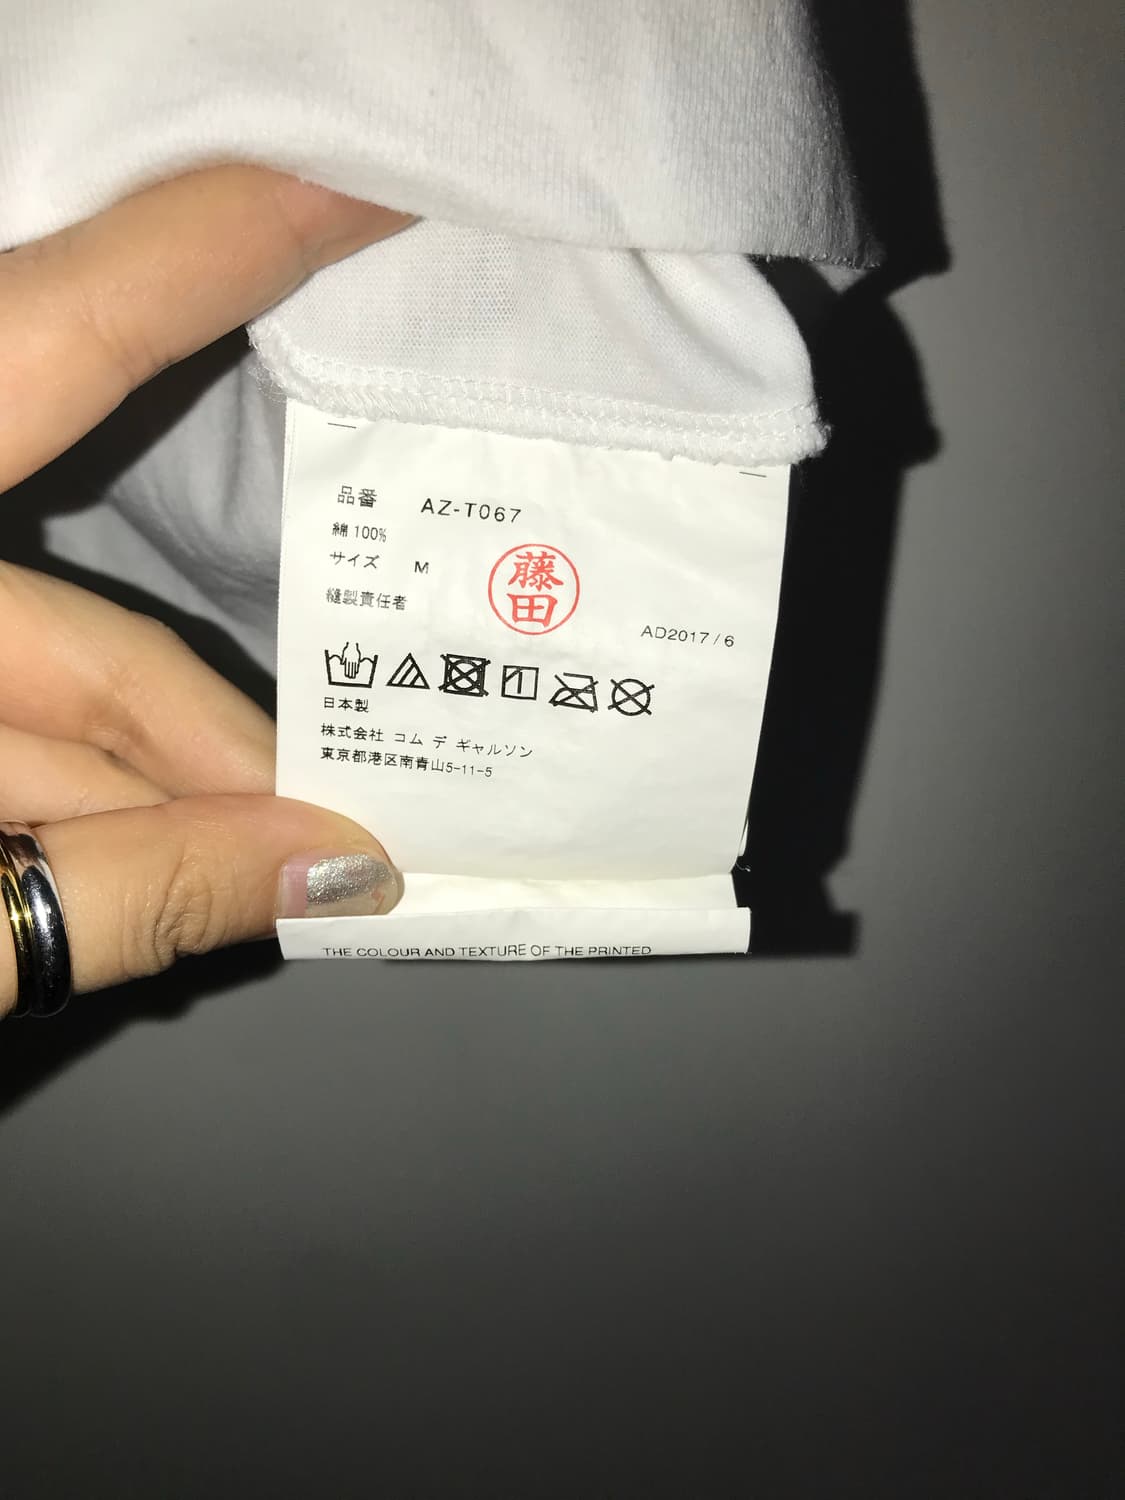 品番 AZ-T067
綿 100%
サイズ M
縫製責任者 藤田
AD2017/6
日本製
株式会社 コム デ ギャルソン
東京都港区南青山5-11-5
THE COLOUR AND TEXTURE OF THE PRINTED